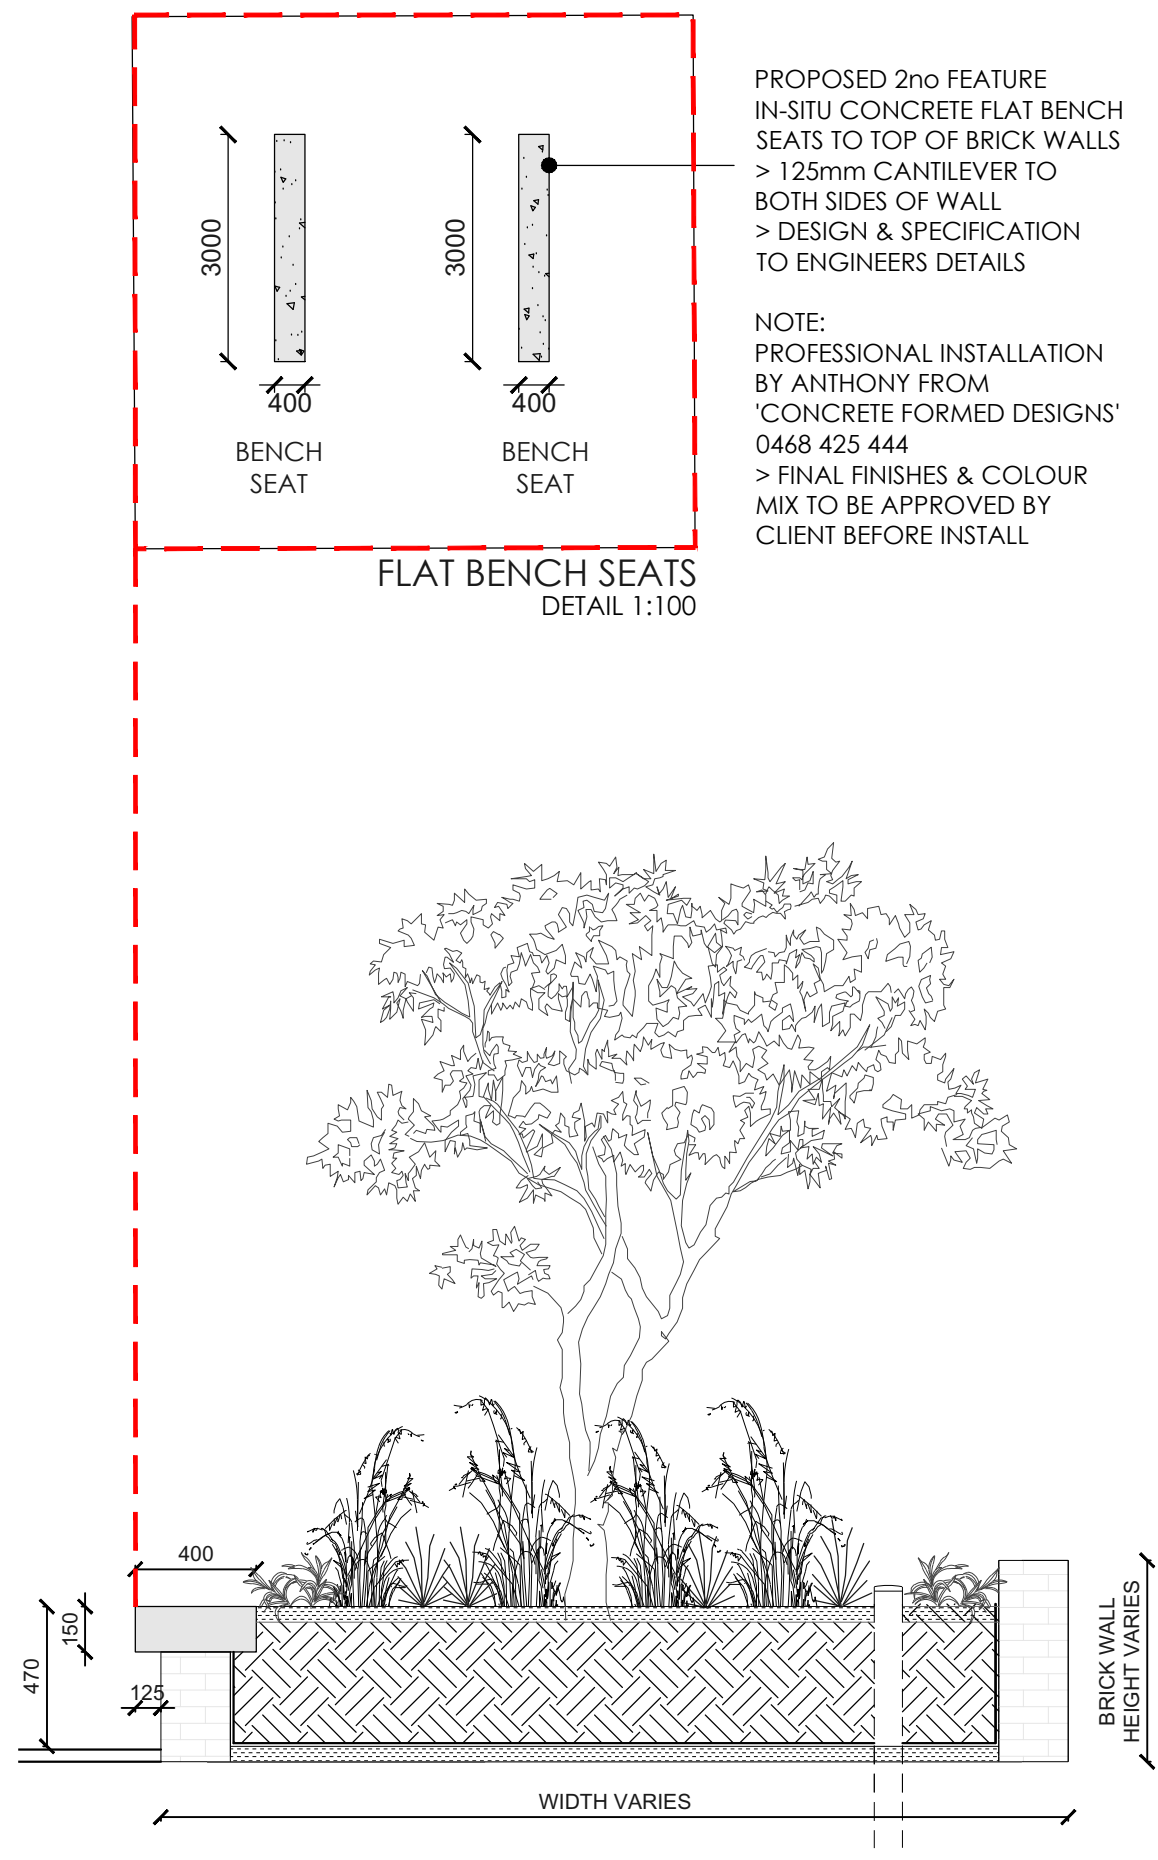 PROPOSED 2no FEATURE
IN-SITU CONCRETE FLAT BENCH
SEATS TO TOP OF BRICK WALLS
> 125mm CANTILEVER TO
BOTH SIDES OF WALL
> DESIGN & SPECIFICATION
TO ENGINEERS DETAILS
NOTE:
PROFESSIONAL INSTALLATION
BY ANTHONY FROM
'CONCRETE FORMED DESIGNS'
0468 425 444
> FINAL FINISHES & COLOUR
MIX TO BE APPROVED BY
CLIENT BEFORE INSTALL
3000
3000
400
400
BENCH
SEAT
BENCH
SEAT
FLAT BENCH SEATS
DETAIL 1:100
400
150
470
125
BRICK WALL
HEIGHT VARIES
WIDTH VARIES